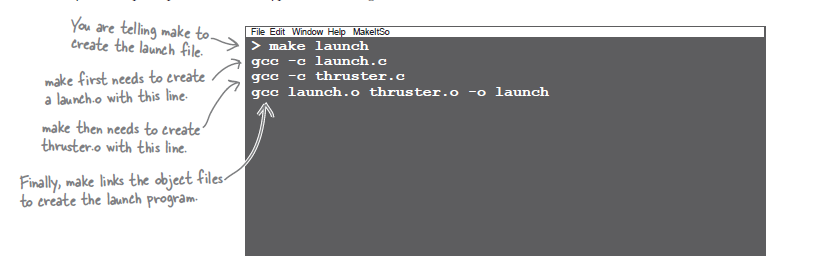 You are telling make to
create the launch file.
make first needs to create
a launch.o with this line.
make then needs to create
thruster.o with this line.
Finally, make links the object files
to create the launch program.
File Edit Window Help MakeItSo
> make launch
gcc -c launch.c
gcc -c thruster.c
gcc launch.o thruster.o -o launch